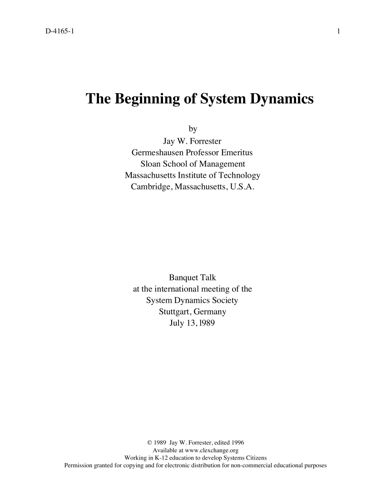 D-4165-1 1
The Beginning of System Dynamics
by
Jay W. Forrester
Germeshausen Professor Emeritus
Sloan School of Management
Massachusetts Institute of Technology
Cambridge, Massachusetts, U.S.A.
Banquet Talk
at the international meeting of the
System Dynamics Society
Stuttgart, Germany
July 13, l989
© 1989 Jay W. Forrester, edited 1996
Available at www.clexchange.org
Working in K-12 education to develop Systems Citizens
Permission granted for copying and for electronic distribution for non-commercial educational purposes